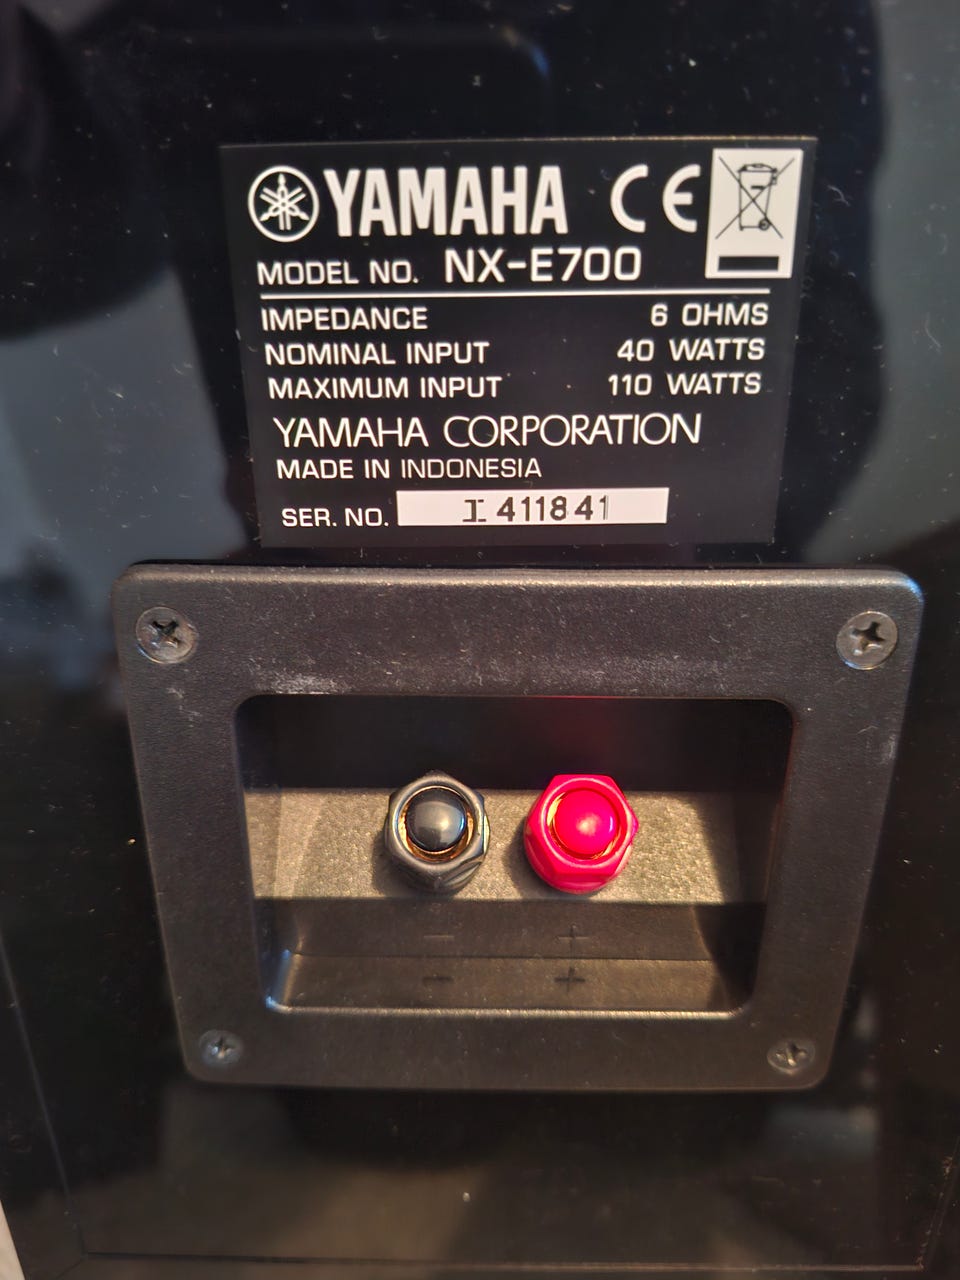 YAMAHA CE
MODEL NO. NX-E700
IMPEDANCE 6 OHMS
NOMINAL INPUT 40 WATTS
MAXIMUM INPUT 110 WATTS
YAMAHA CORPORATION
MADE IN INDONESIA
SER. NO. I 411841
− +
− +